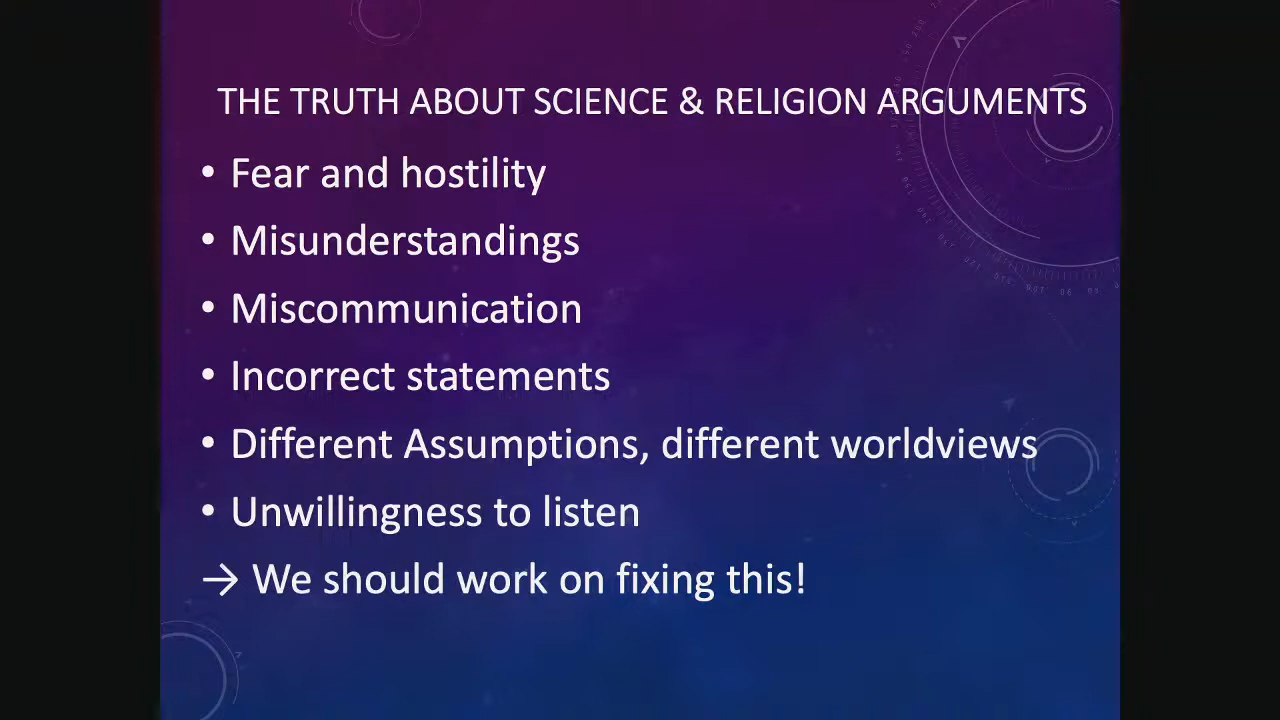 THE TRUTH ABOUT SCIENCE & RELIGION ARGUMENTS
• Fear and hostility
• Misunderstandings
• Miscommunication
• Incorrect statements
• Different Assumptions, different worldviews
• Unwillingness to listen
→ We should work on fixing this!